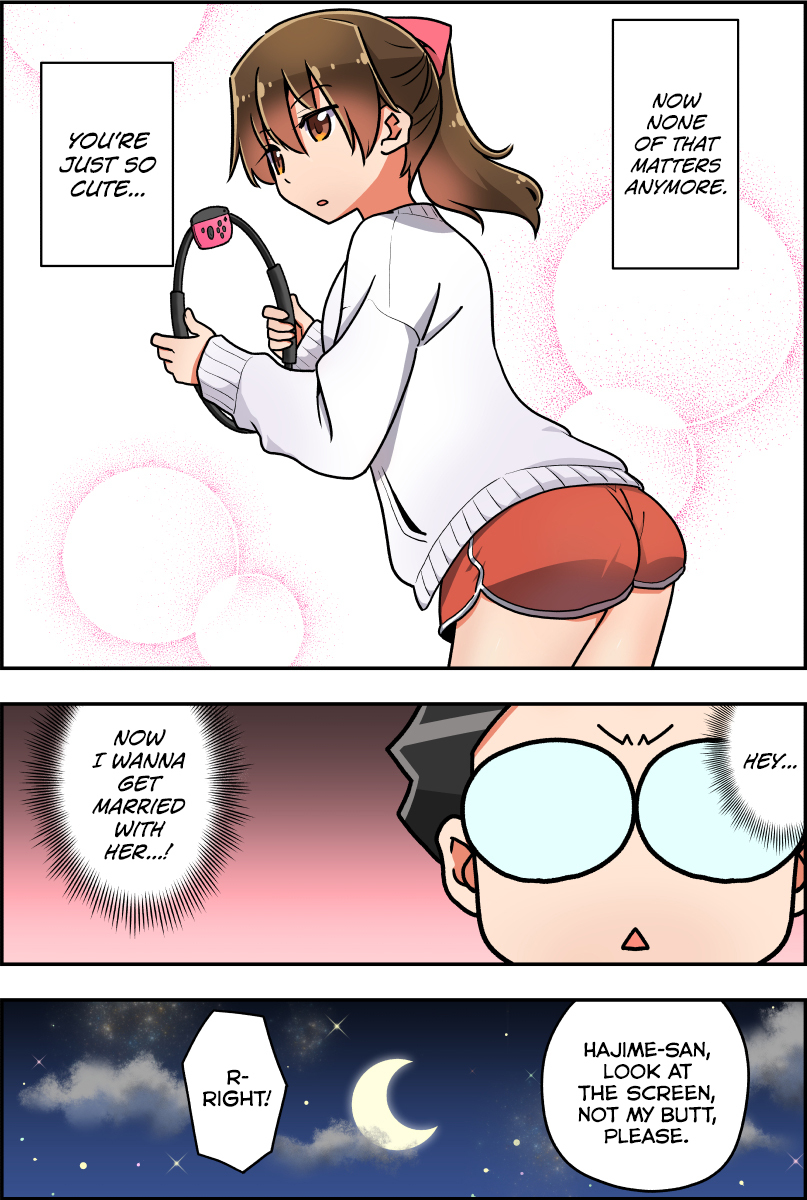 NOW
NONE
OF THAT
MATTERS
ANYMORE.
YOU'RE
JUST SO
CUTE...
HEY...
NOW
I WANNA
GET
MARRIED
WITH
HER...!
HAJIME-SAN,
LOOK AT
THE SCREEN,
NOT MY BUTT,
PLEASE.
R-
RIGHT!